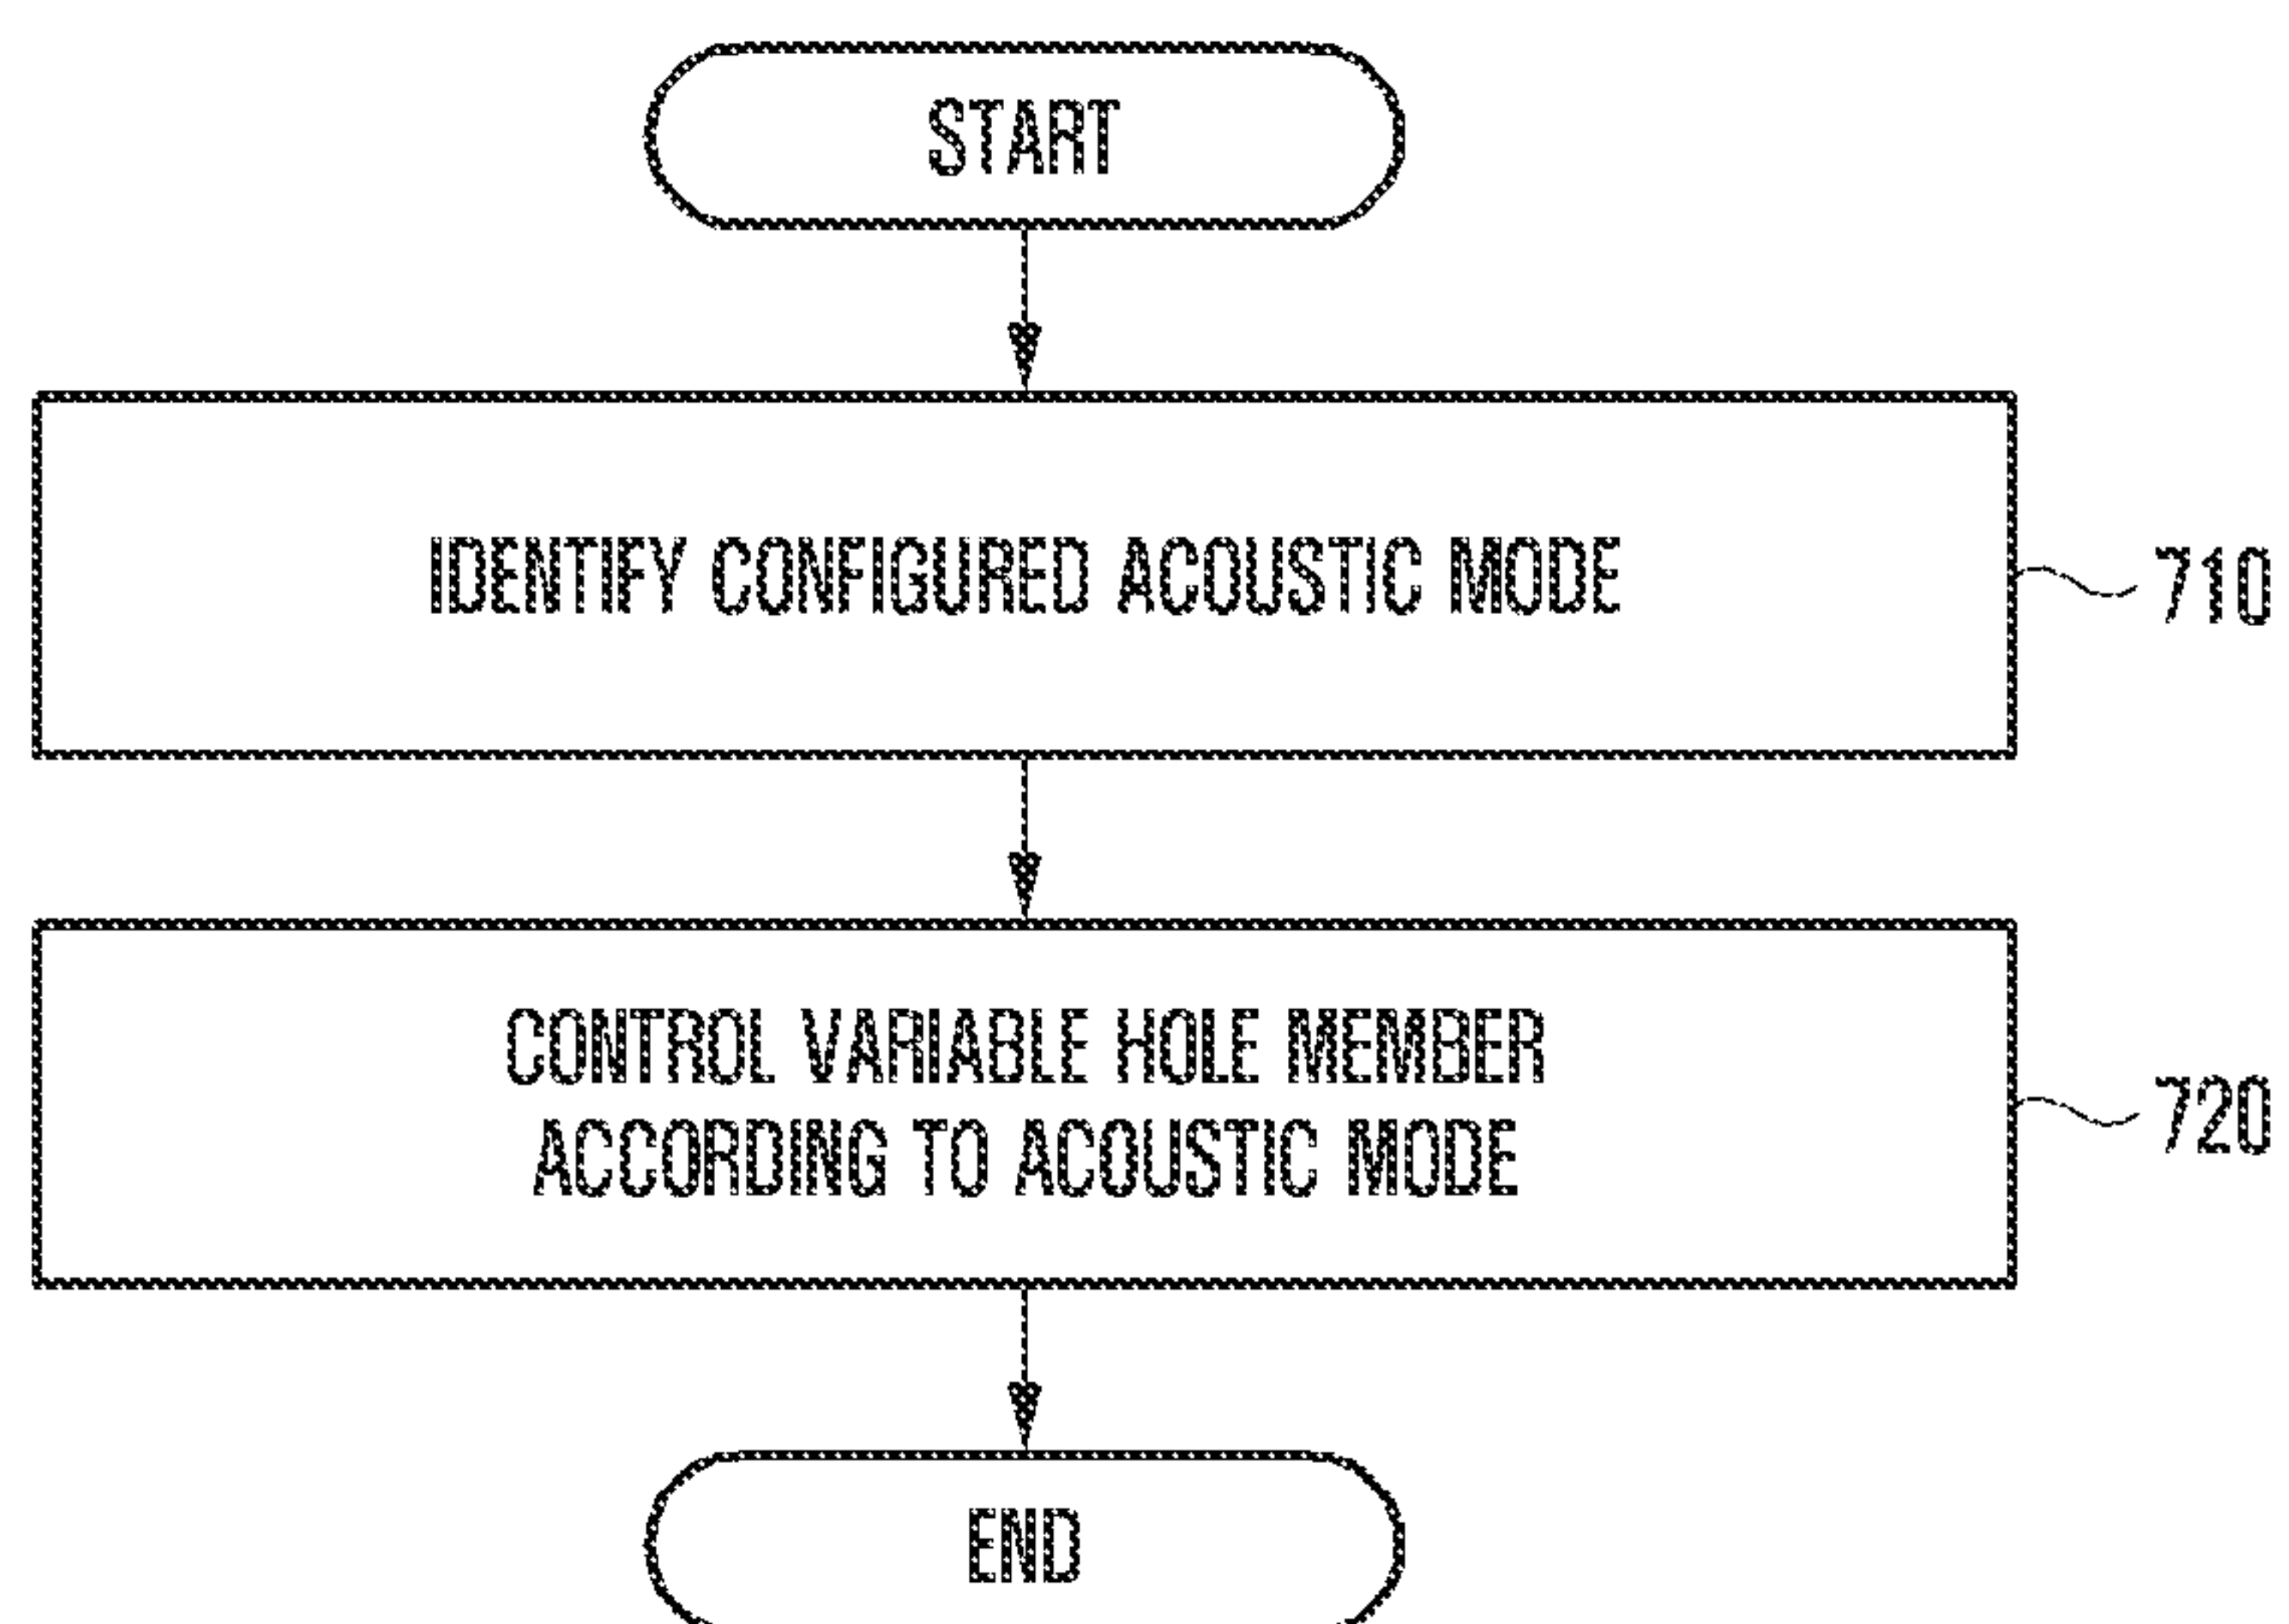 START
IDENTIFY CONFIGURED ACOUSTIC MODE
710
CONTROL VARIABLE HOLE MEMBER
ACCORDING TO ACOUSTIC MODE
720
END